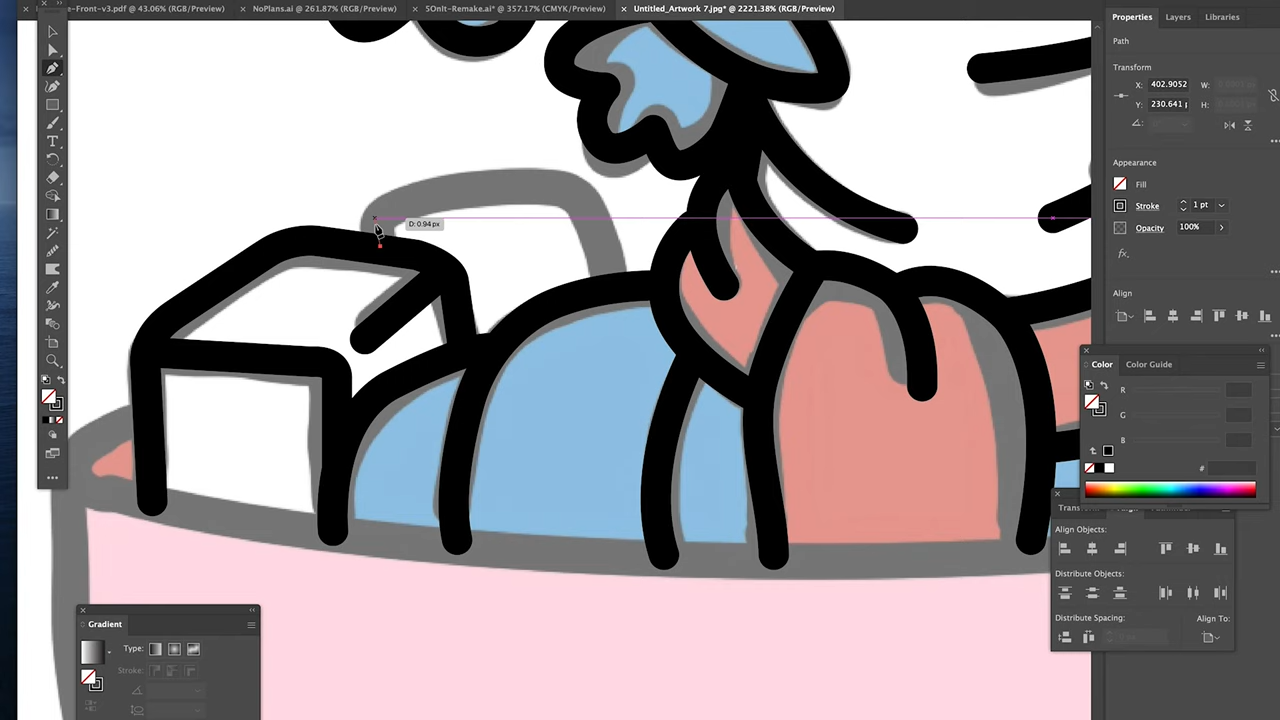 e-Front-v3.pdf @ 43.06% (RGB/Preview)
NoPlans.ai @ 261.87% (RGB/Preview)
SOnIt-Remake.ai* @ 357.17% (CMYK/Preview)
Untitled_Artwork 7.jpg* @ 2221.38% (RGB/Preview)
Properties
Layers
Libraries
Path
Transform
X: 402.9052 W:
Y: 230.641 H:
Appearance
Fill
Stroke 1 pt
Opacity 100%
fx.
Align
D: 0.94 px
Color
Color Guide
R
G
B
#
Align Objects:
Distribute Objects:
Distribute Spacing:
Align To:
Gradient
Type:
Stroke: